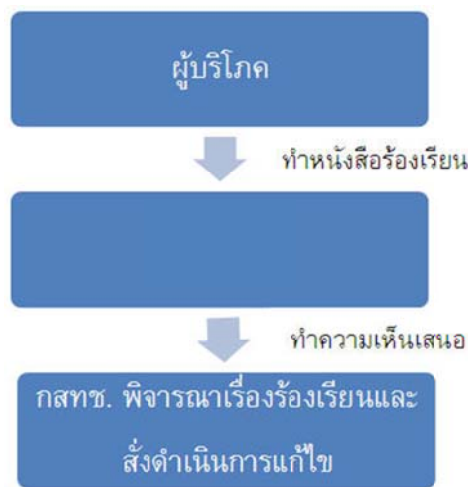 ผู้บริโภค
ทำหนังสือร้องเรียน
ทำความเห็นเสนอ
กสทช. พิจารณาเรื่องร้องเรียนและ
สั่งดำเนินการแก้ไข